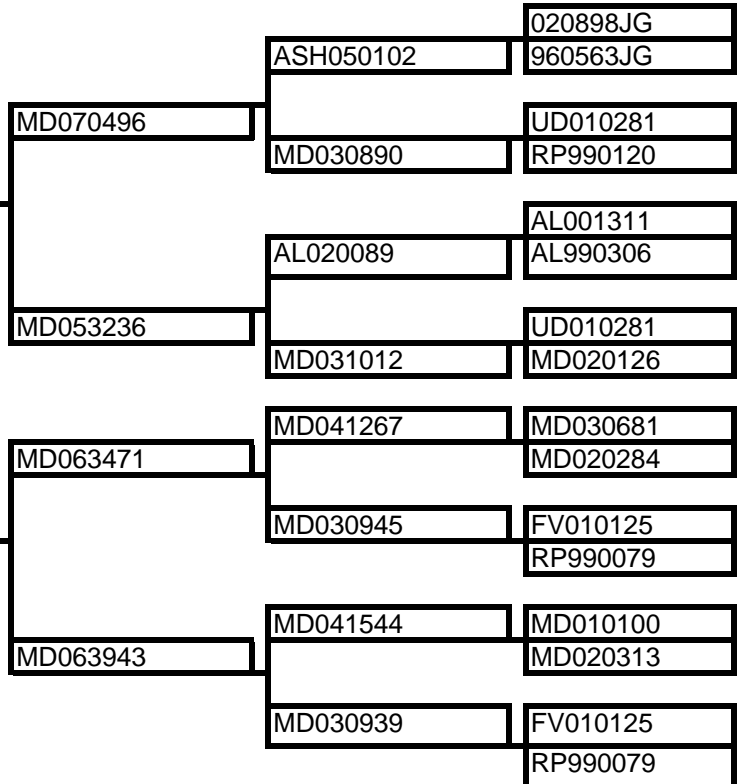 020898JG
ASH050102 960563JG
MD070496 UD010281
MD030890 RP990120
AL001311
AL020089 AL990306
MD053236 UD010281
MD031012 MD020126
MD041267 MD030681
MD063471 MD020284
MD030945 FV010125
RP990079
MD041544 MD010100
MD063943 MD020313
MD030939 FV010125
RP990079